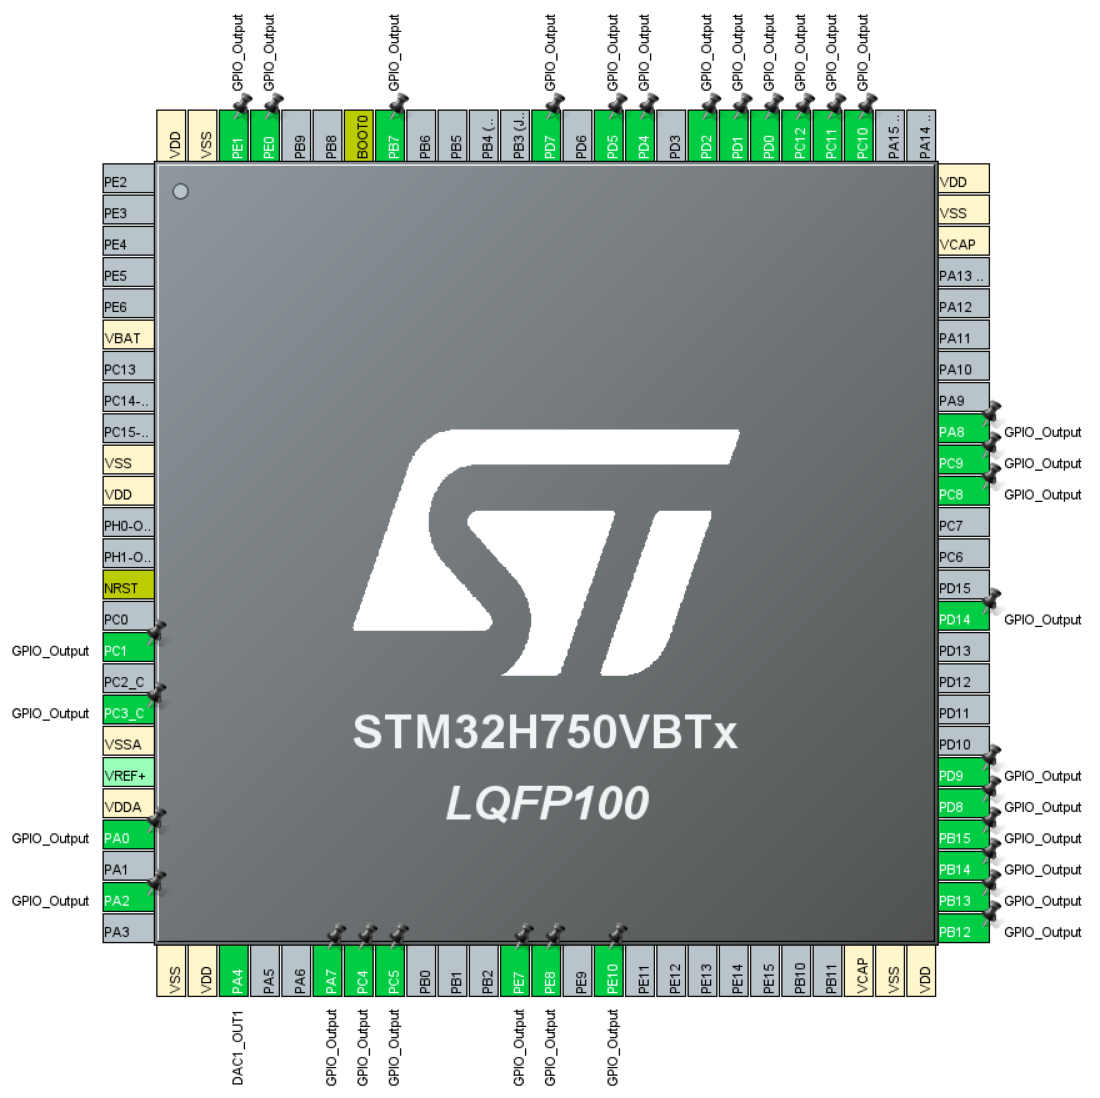 GPIO_Output
GPIO_Output
GPIO_Output
GPIO_Output
GPIO_Output
GPIO_Output
GPIO_Output
GPIO_Output
GPIO_Output
GPIO_Output
GPIO_Output
GPIO_Output
VDD
VSS
PE1
PE0
PB9
PB8
BOOT0
PB7
PB6
PB5
PB4 (..
PB3 (J..
PD7
PD6
PD5
PD4
PD3
PD2
PD1
PD0
PC12
PC11
PC10
PA15 ..
PA14 ..
PE2
PE3
PE4
PE5
PE6
VBAT
PC13
PC14-..
PC15-..
VSS
VDD
PH0-O..
PH1-O..
NRST
PC0
GPIO_Output PC1
PC2_C
GPIO_Output PC3_C
VSSA
VREF+
VDDA
GPIO_Output PA0
PA1
GPIO_Output PA2
PA3
ST
STM32H750VBTx
LQFP100
VDD
VSS
VCAP
PA13 ..
PA12
PA11
PA10
PA9
PA8 GPIO_Output
PC9 GPIO_Output
PC8 GPIO_Output
PC7
PC6
PD15
PD14 GPIO_Output
PD13
PD12
PD11
PD10
PD9 GPIO_Output
PD8 GPIO_Output
PB15 GPIO_Output
PB14 GPIO_Output
PB13 GPIO_Output
PB12 GPIO_Output
VSS
VDD
PA4
PA5
PA6
PA7
PC4
PC5
PB0
PB1
PB2
PE7
PE8
PE9
PE10
PE11
PE12
PE13
PE14
PE15
PB10
PB11
VCAP
VSS
VDD
DAC1_OUT1
GPIO_Output
GPIO_Output
GPIO_Output
GPIO_Output
GPIO_Output
GPIO_Output